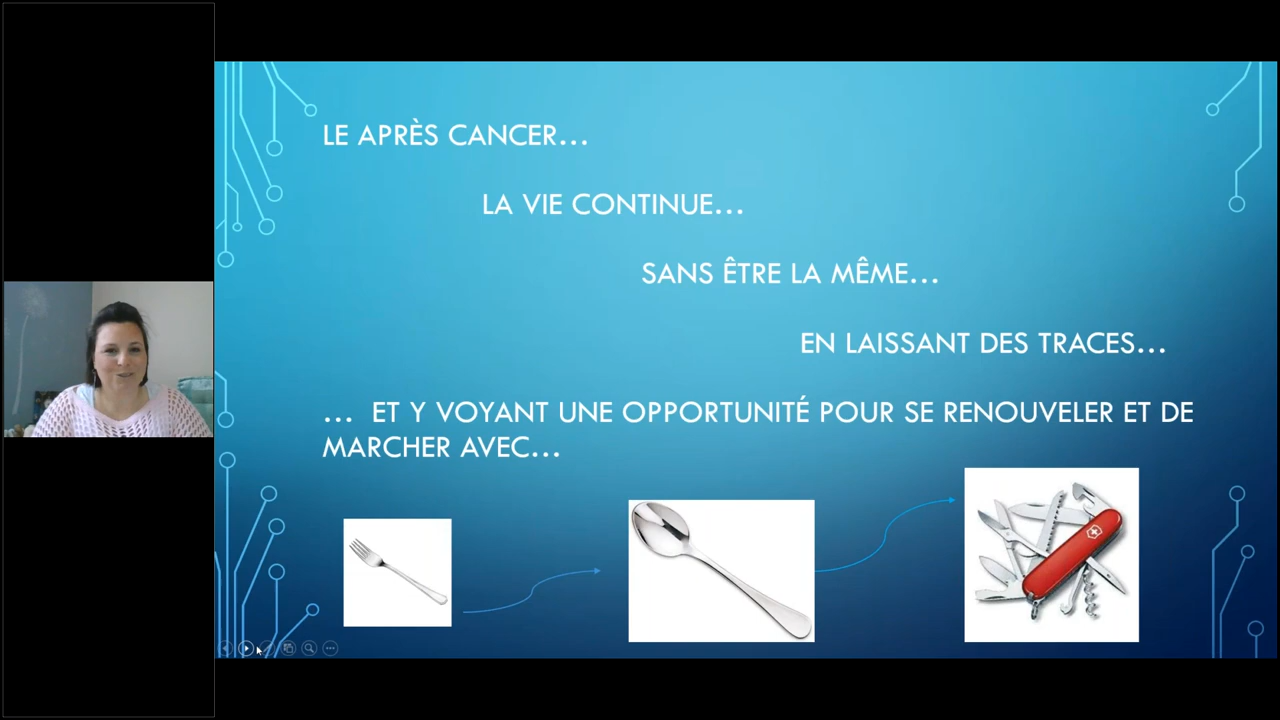 LE APRÈS CANCER...
LA VIE CONTINUE...
SANS ÊTRE LA MÊME...
EN LAISSANT DES TRACES...
... ET Y VOYANT UNE OPPORTUNITÉ POUR SE RENOUVELER ET DE
MARCHER AVEC...